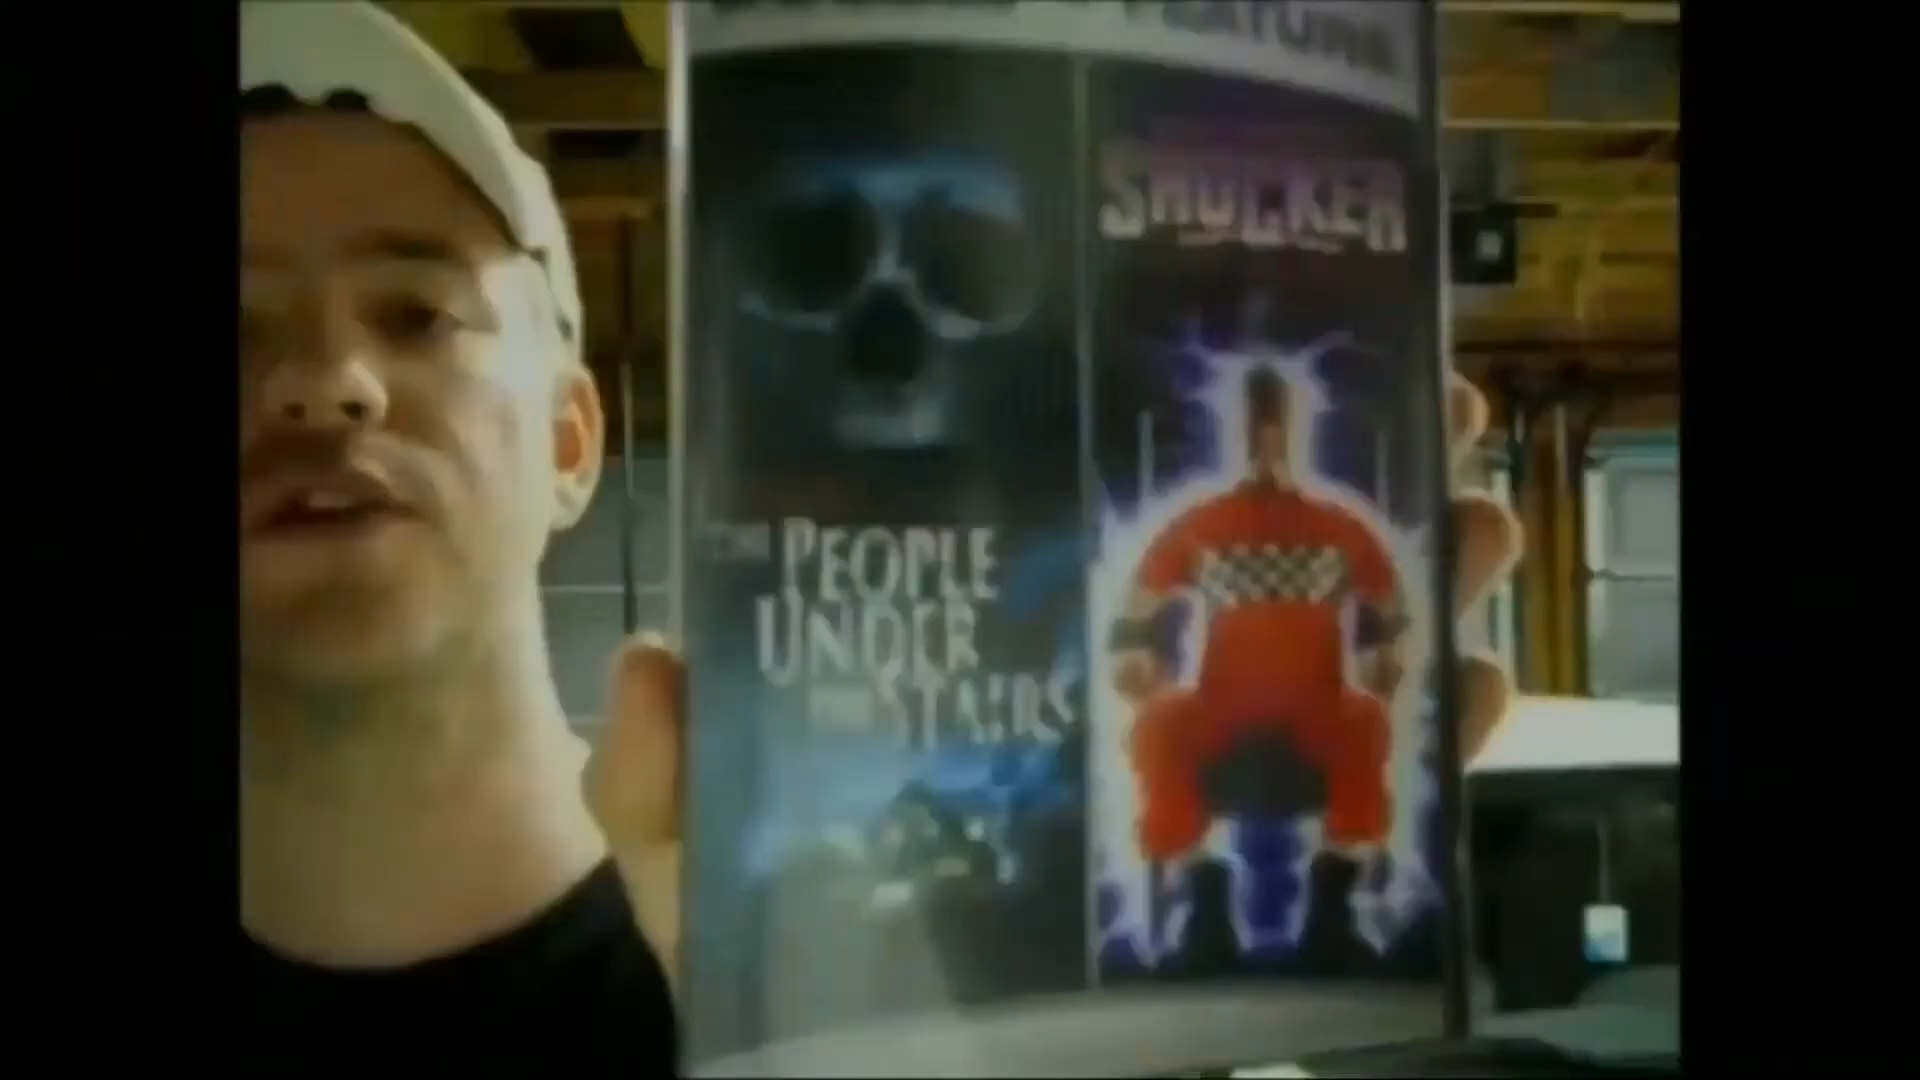 FEATURE
THE PEOPLE
UNDER
THE STAIRS
SHOCKER